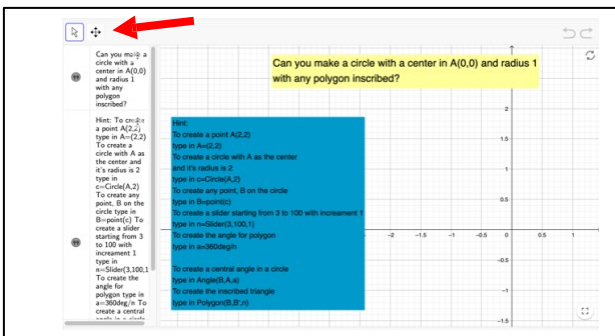 Can you make a
circle with a
center in A(0,0)
and radius 1
with any
polygon
inscribed?
Hint: To create
a point A(2,2)
type in A=(2,2)
To create a
circle with A as
the center and
it's radius is 2
type in
c=Circle(A,2)
To create any
point, B on the
circle type in
B=point(c) To
create a slider
starting from 3
to 100 with
increament 1
type in
n=Slider(3,100,1
To create the
angle for
polygon type in
a=360deg/n To
create a central
Can you make a circle with a center in A(0,0) and radius 1
with any polygon inscribed?
Hint:
To create a point A(2,2)
type in A=(2,2)
To create a circle with A as the center
and it's radius is 2
type in c=Circle(A,2)
To create any point, B on the circle
type in B=point(c)
To create a slider starting from 3 to 100 with increament 1
type in n=Slider(3,100,1)
To create the angle for polygon
type in a=360deg/n
To create a central angle in a circle
type in Angle(B,A,a)
To create the inscribed triangle
type in Polygon(B,B',n)
2
1.5
1
0.5
-2 -1.5 -1 -0.5 0 0.5 1
-0.5
-1
-1.5